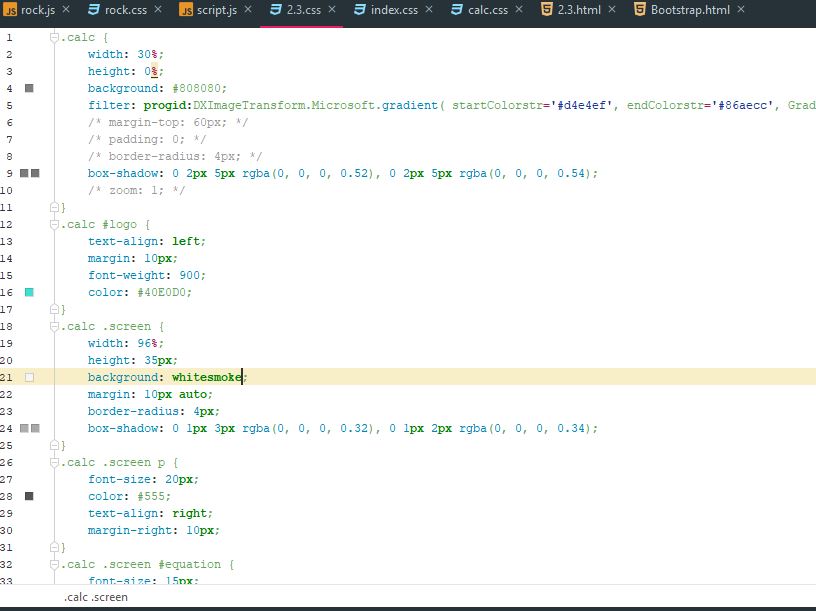 rock.js × rock.css × script.js × 2.3.css × index.css × calc.css × 2.3.html × Bootstrap.html ×
1 .calc {
2 width: 30%;
3 height: 0%;
4 background: #808080;
5 filter: progid:DXImageTransform.Microsoft.gradient( startColorstr='#d4e4ef', endColorstr='#86aecc', Grad
6 /* margin-top: 60px; */
7 /* padding: 0; */
8 /* border-radius: 4px; */
9 box-shadow: 0 2px 5px rgba(0, 0, 0, 0.52), 0 2px 5px rgba(0, 0, 0, 0.54);
10 /* zoom: 1; */
11 }
12 .calc #logo {
13 text-align: left;
14 margin: 10px;
15 font-weight: 900;
16 color: #40E0D0;
17 }
18 .calc .screen {
19 width: 96%;
20 height: 35px;
21 background: whitesmoke;
22 margin: 10px auto;
23 border-radius: 4px;
24 box-shadow: 0 1px 3px rgba(0, 0, 0, 0.32), 0 1px 2px rgba(0, 0, 0, 0.34);
25 }
26 .calc .screen p {
27 font-size: 20px;
28 color: #555;
29 text-align: right;
30 margin-right: 10px;
31 }
32 .calc .screen #equation {
33 font-size: 15px;
.calc .screen